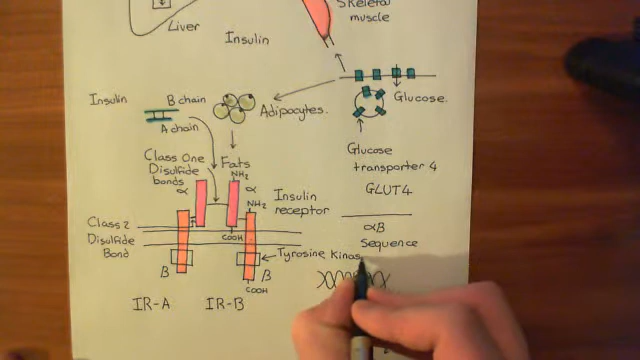 Skeletal
muscle
Liver
Insulin
Insulin
B chain
A chain
Adipocytes.
Glucose.
Glucose
transporter 4
GLUT4
Class One
Disulfide
bonds
Fats
NH2
α
α
NH2
Insulin
receptor
Class 2
Disulfide
Bond
COOH
αB
Sequence
Tyrosine Kinas
β
β
COOH
IR-A
IR-B